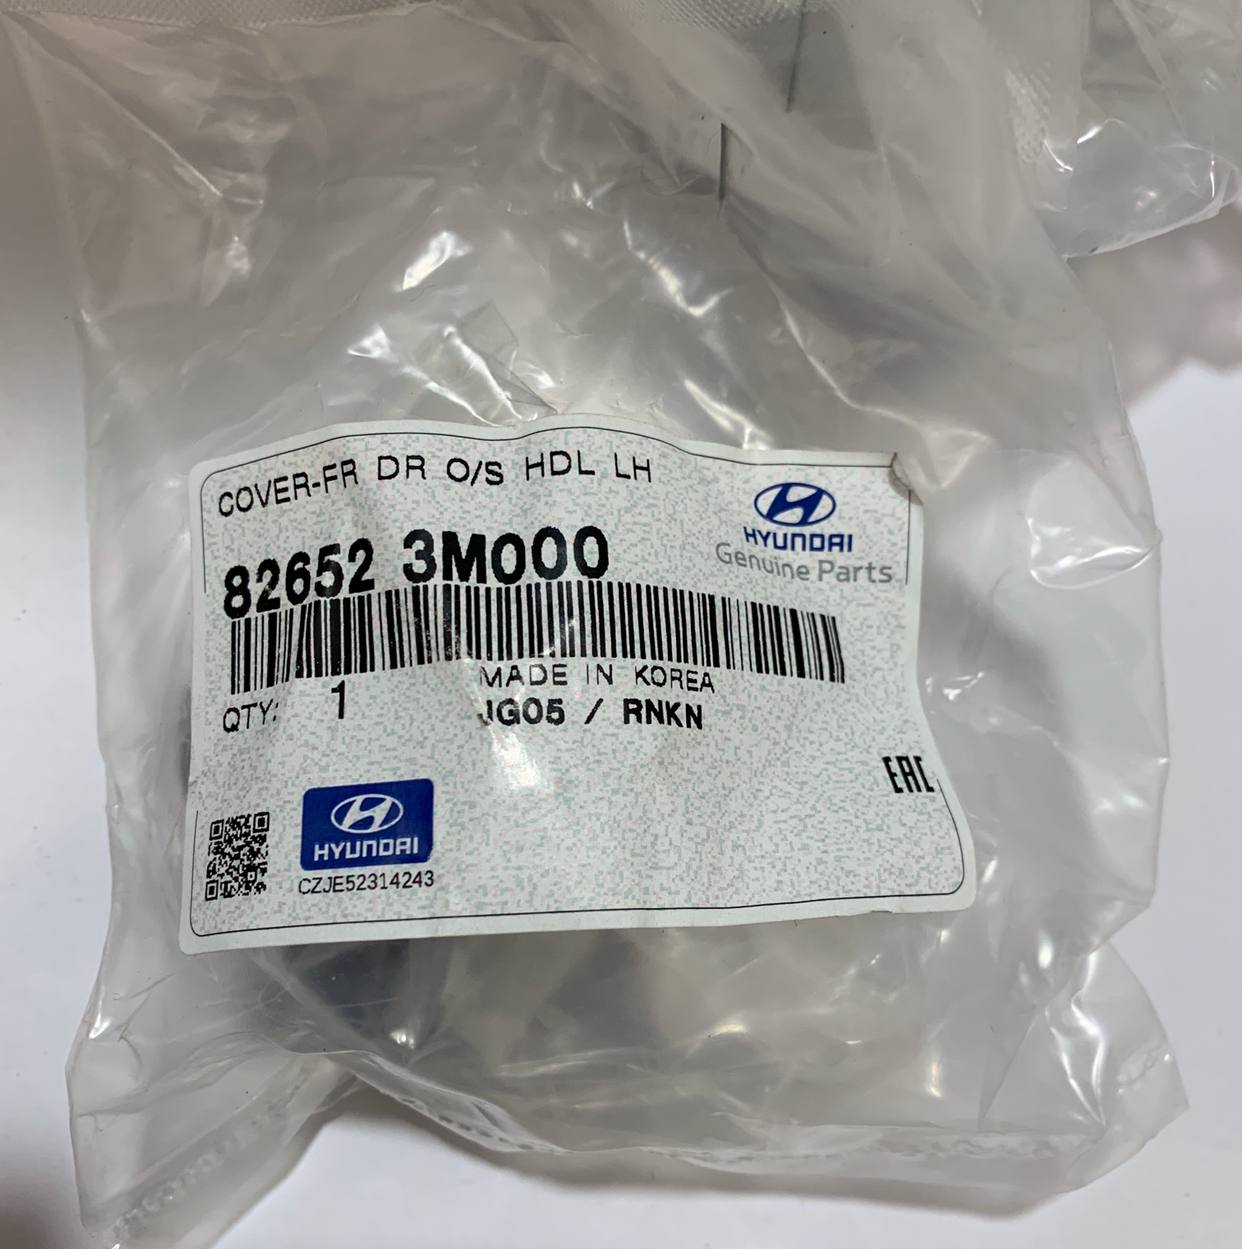 COVER-FR DR O/S HDL LH
HYUNDAI
Genuine Parts
82652 3M000
MADE IN KOREA
QTY: 1
JG05 / RNKN
EAC
HYUNDAI
CZJE52314243